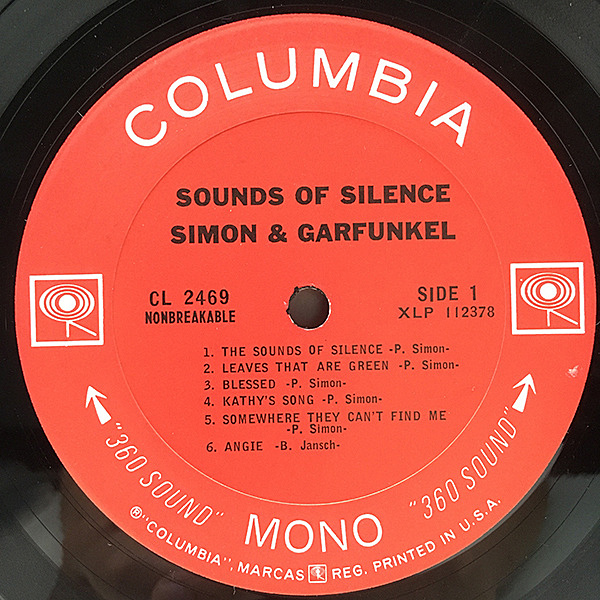 COLUMBIA
SOUNDS OF SILENCE
SIMON & GARFUNKEL
CL 2469
NONBREAKABLE
SIDE 1
XLP 112378
1. THE SOUNDS OF SILENCE -P. Simon-
2. LEAVES THAT ARE GREEN -P. Simon-
3. BLESSED -P. Simon-
4. KATHY'S SONG -P. Simon-
5. SOMEWHERE THEY CAN'T FIND ME
-P. Simon-
6. ANGIE -B. Jansch-
"360 SOUND"
MONO
"360 SOUND"
®"COLUMBIA", MARCAS REG. PRINTED IN U.S.A.